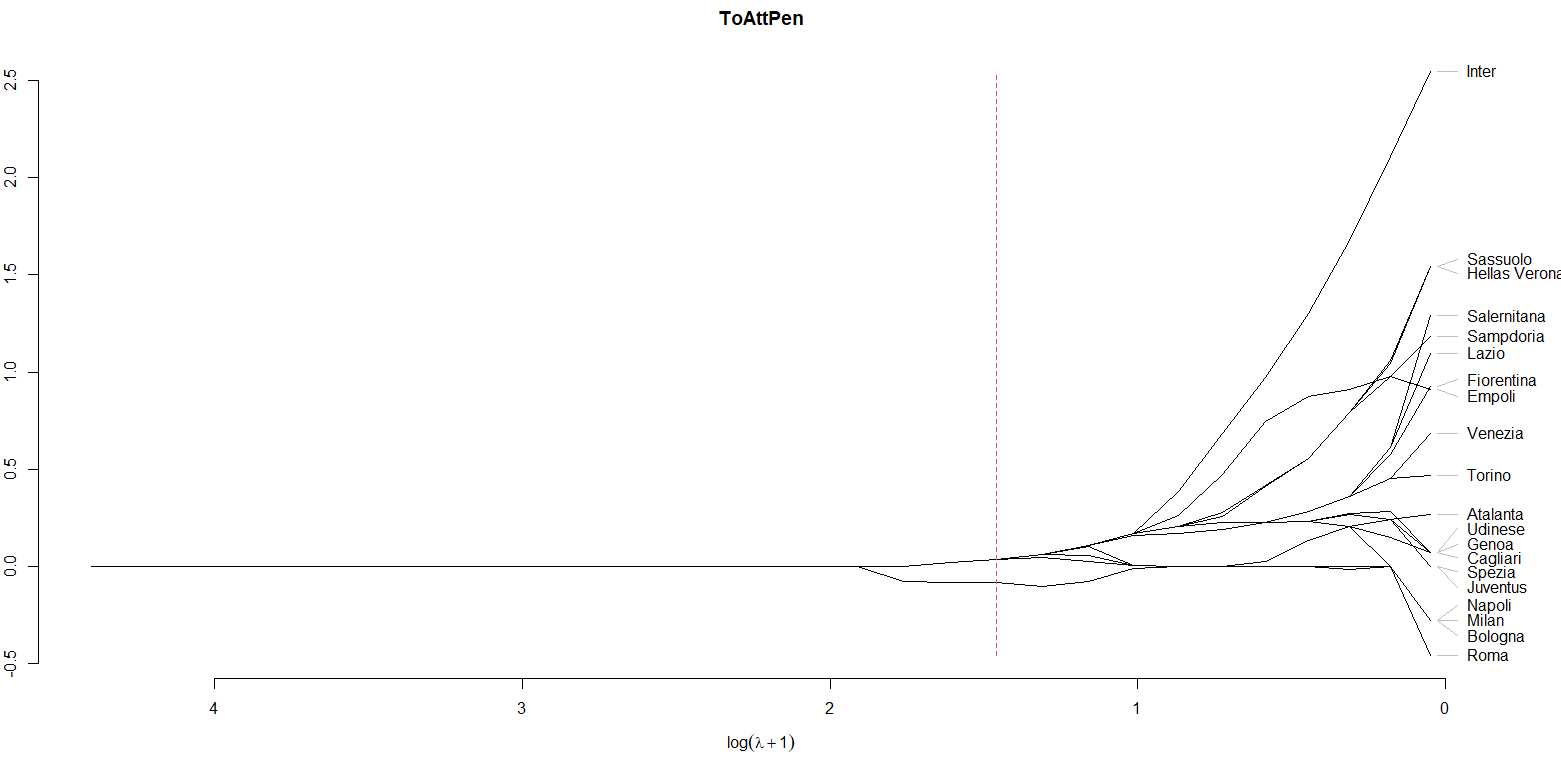 ToAttPen
2.5
2.0
1.5
1.0
0.5
0.0
-0.5
Inter
Sassuolo
Hellas Verona
Salernitana
Sampdoria
Lazio
Fiorentina
Empoli
Venezia
Torino
Atalanta
Udinese
Genoa
Cagliari
Spezia
Juventus
Napoli
Milan
Bologna
Roma
4 3 2 1 0
log(λ + 1)